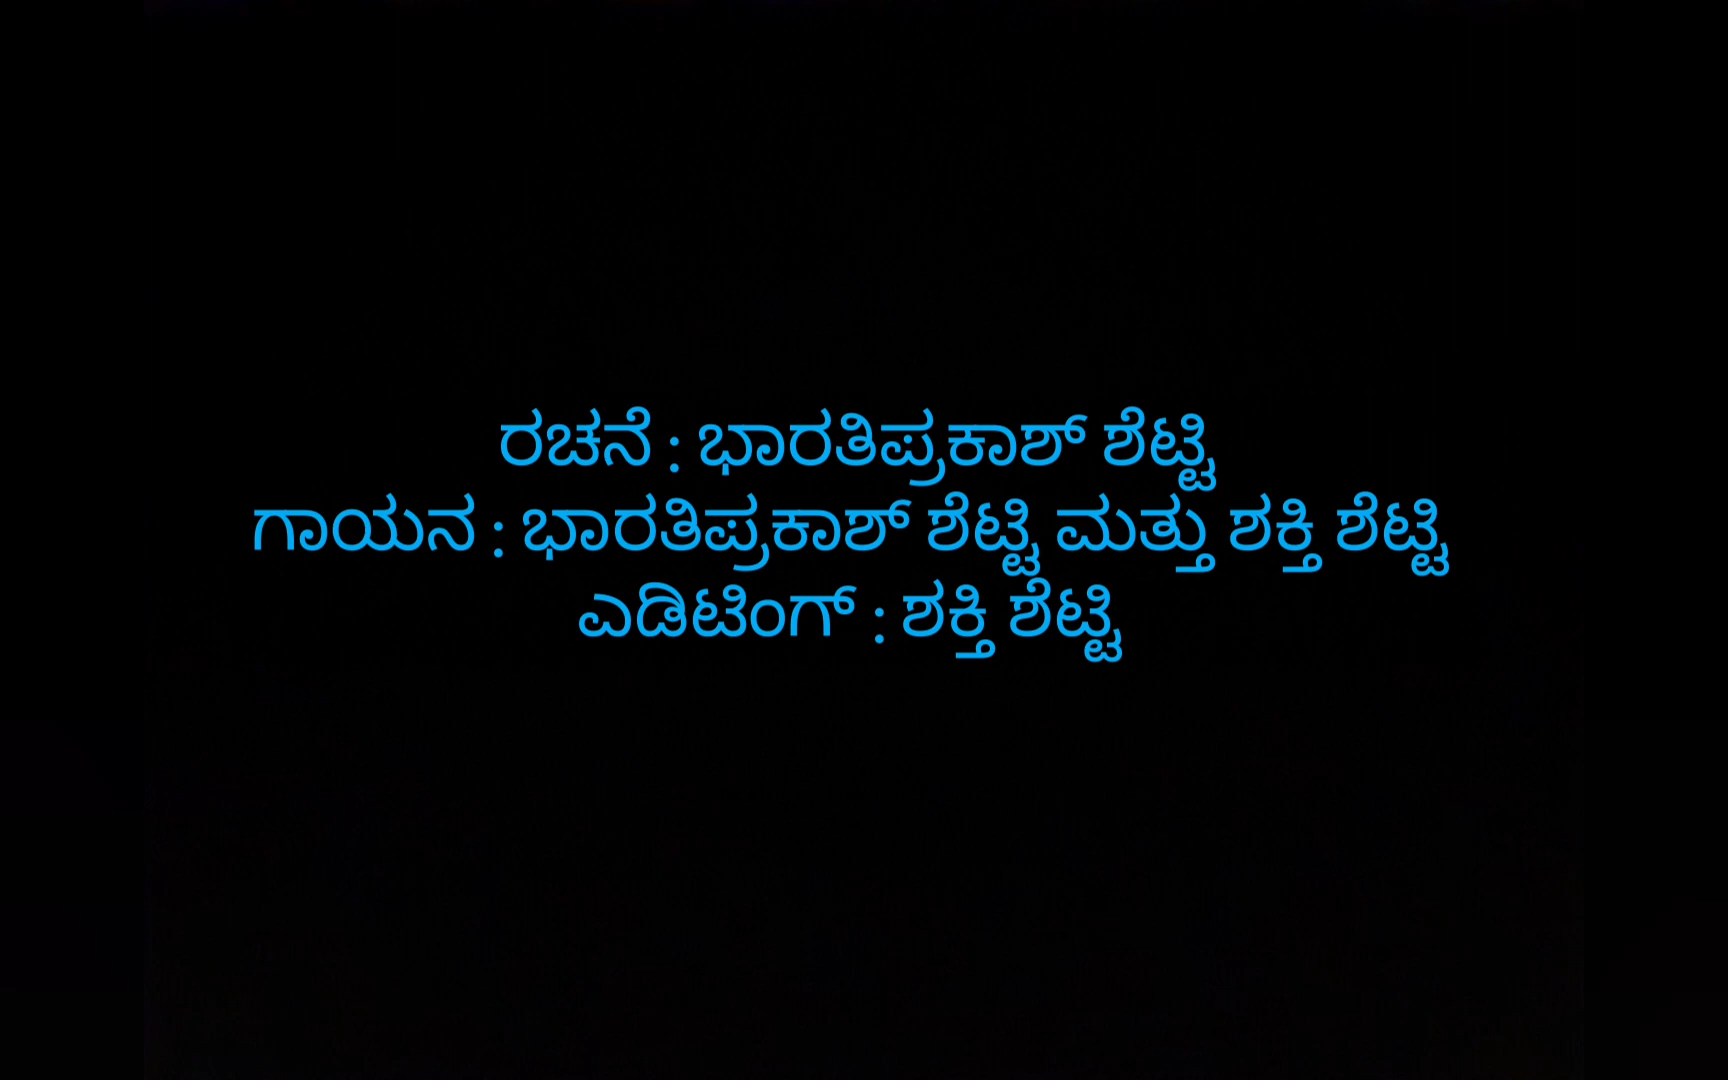 ರಚನೆ : ಭಾರತಿಪ್ರಕಾಶ್ ಶೆಟ್ಟಿ
ಗಾಯನ : ಭಾರತಿಪ್ರಕಾಶ್ ಶೆಟ್ಟಿ ಮತ್ತು ಶಕ್ತಿ ಶೆಟ್ಟಿ
ಎಡಿಟಿಂಗ್ : ಶಕ್ತಿ ಶೆಟ್ಟಿ